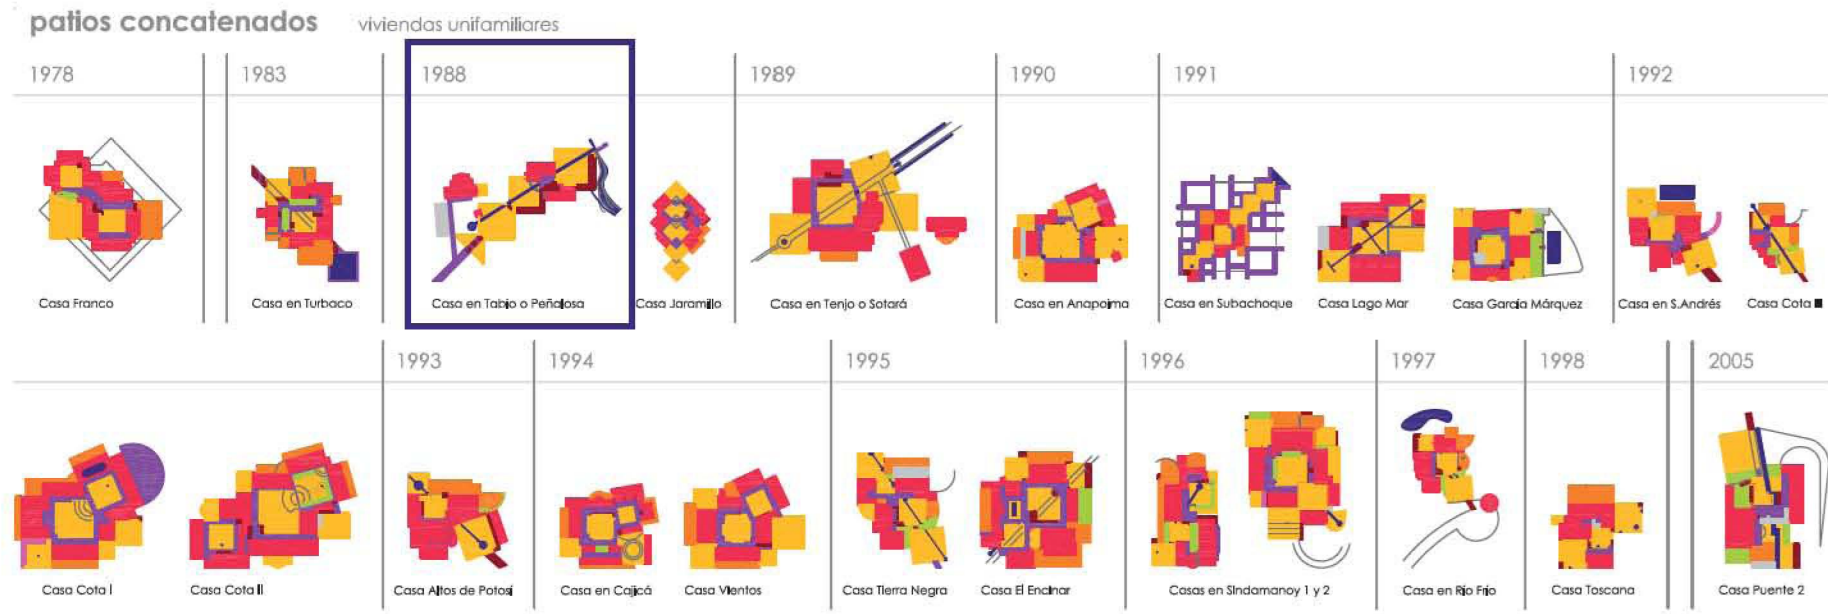 patios concatenados viviendas unifamiliares
1978 1983 1988 1989 1990 1991 1992
Casa Franco Casa en Turbaco Casa en Tabio o Peñalosa Casa Jaramillo Casa en Tenjo o Sotará Casa en Anapoima Casa en Subachoque Casa Lago Mar Casa García Márquez Casa en S.Andrés Casa Cota III
1993 1994 1995 1996 1997 1998 2005
Casa Cota I Casa Cota II Casa Altos de Potosí Casa en Cajicá Casa Vientos Casa Tierra Negra Casa El Encinar Casas en Sindamanoy 1 y 2 Casa en Rio Frio Casa Toscana Casa Puente 2